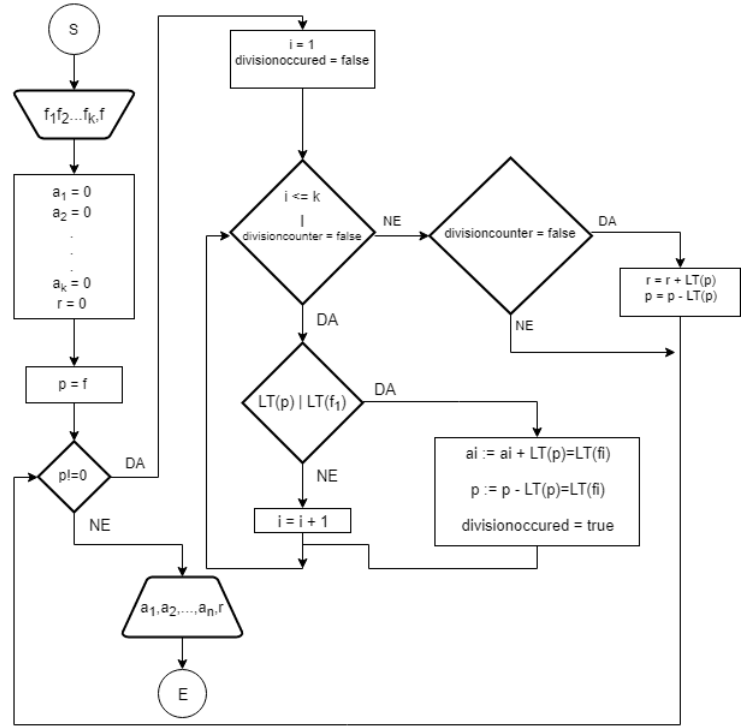 S
f₁f₂...fₖ,f
a₁ = 0
a₂ = 0
.
.
.
aₖ = 0
r = 0
p = f
p!=0
DA
NE
a₁,a₂,...,aₙ,r
E
i = 1
divisionoccured = false
i <= k
|
divisioncounter = false
NE
DA
divisioncounter = false
DA
NE
r = r + LT(p)
p = p - LT(p)
LT(p) | LT(f₁)
DA
NE
i = i + 1
ai := ai + LT(p)=LT(fi)
p := p - LT(p)=LT(fi)
divisionoccured = true